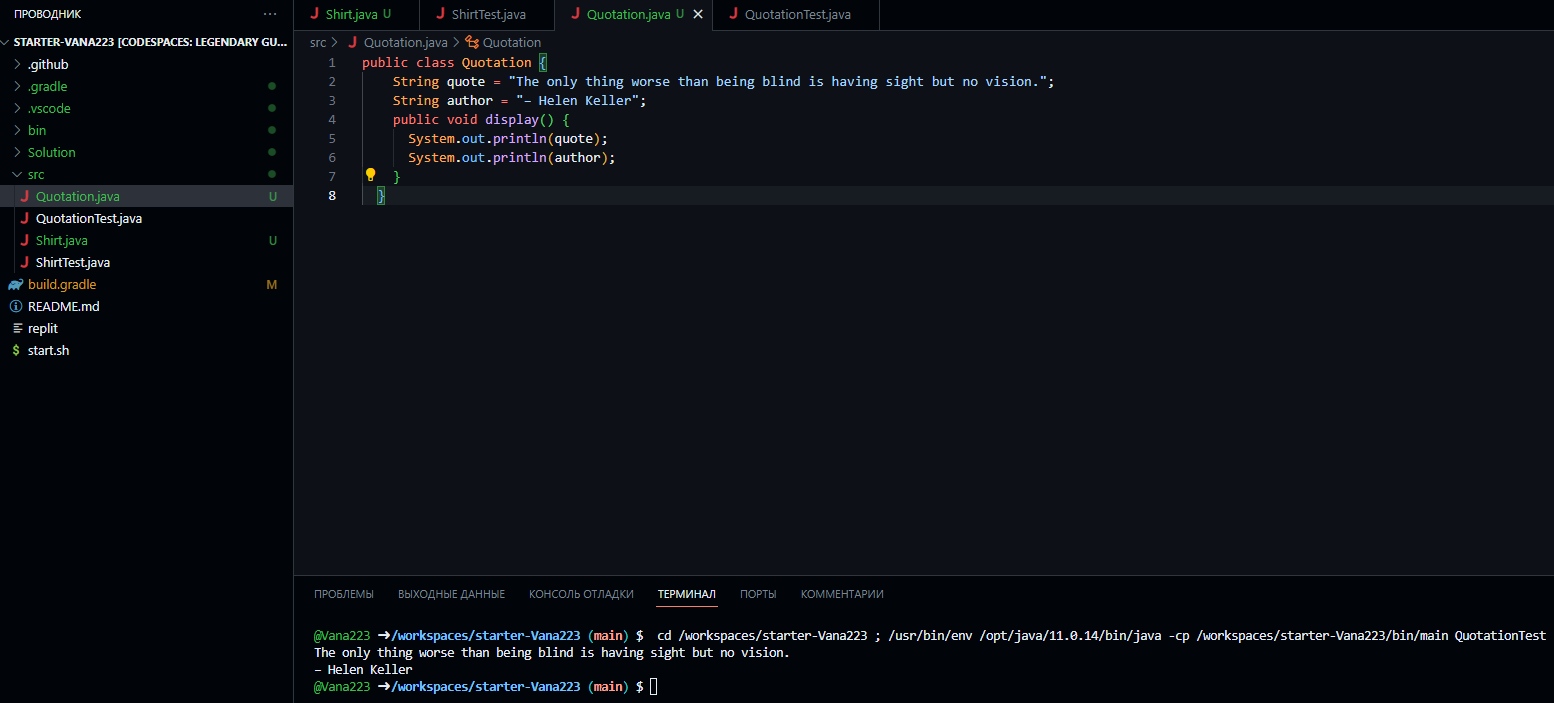 ПРОВОДНИК ···
STARTER-VANA223 [CODESPACES: LEGENDARY GU...
.github
.gradle
.vscode
bin
Solution
src
Quotation.java U
QuotationTest.java
Shirt.java U
ShirtTest.java
build.gradle M
README.md
replit
$ start.sh
Shirt.java U ShirtTest.java Quotation.java U QuotationTest.java
src > Quotation.java > Quotation
1 public class Quotation {
2 String quote = "The only thing worse than being blind is having sight but no vision.";
3 String author = "– Helen Keller";
4 public void display() {
5 System.out.println(quote);
6 System.out.println(author);
7 }
8 }
ПРОБЛЕМЫ ВЫХОДНЫЕ ДАННЫЕ КОНСОЛЬ ОТЛАДКИ ТЕРМИНАЛ ПОРТЫ КОММЕНТАРИИ
@Vana223 ➜/workspaces/starter-Vana223 (main) $ cd /workspaces/starter-Vana223 ; /usr/bin/env /opt/java/11.0.14/bin/java -cp /workspaces/starter-Vana223/bin/main QuotationTest
The only thing worse than being blind is having sight but no vision.
– Helen Keller
@Vana223 ➜/workspaces/starter-Vana223 (main) $